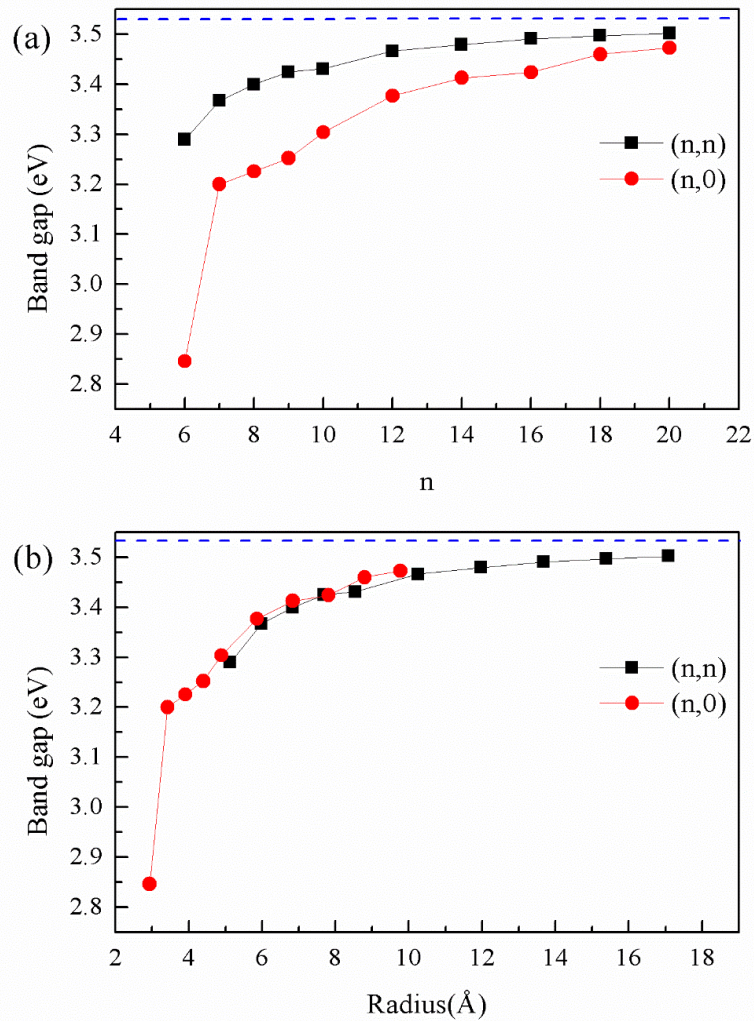 (a)
3.5
3.4
3.3
3.2
3.1
3.0
2.9
2.8
Band gap (eV)
(n,n)
(n,0)
4 6 8 10 12 14 16 18 20 22
n
(b)
3.5
3.4
3.3
3.2
3.1
3.0
2.9
2.8
Band gap (eV)
(n,n)
(n,0)
2 4 6 8 10 12 14 16 18
Radius(Å)